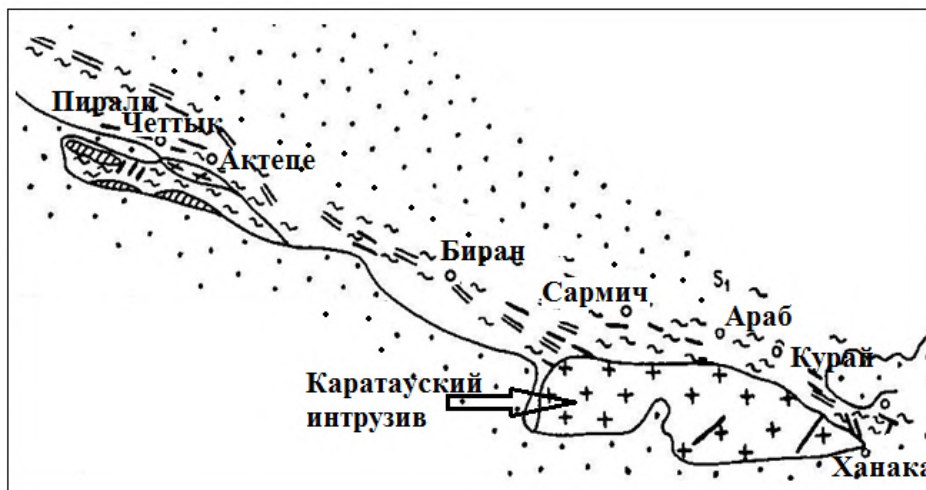 Пирали
Четтык
Актепе
Биран
Сармич
S₁
Араб
Курай
Каратауский
интрузив
Ханака